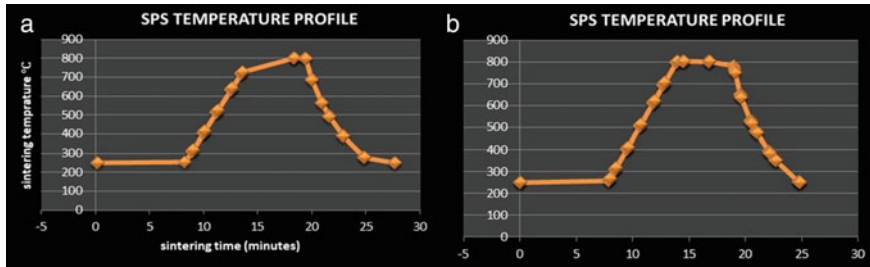 a
SPS TEMPERATURE PROFILE
sintering temprature °C
900
800
700
600
500
400
300
200
100
0
-5 0 5 10 15 20 25 30
sintering time (minutes)
b
SPS TEMPERATURE PROFILE
900
800
700
600
500
400
300
200
100
0
-5 0 5 10 15 20 25 30